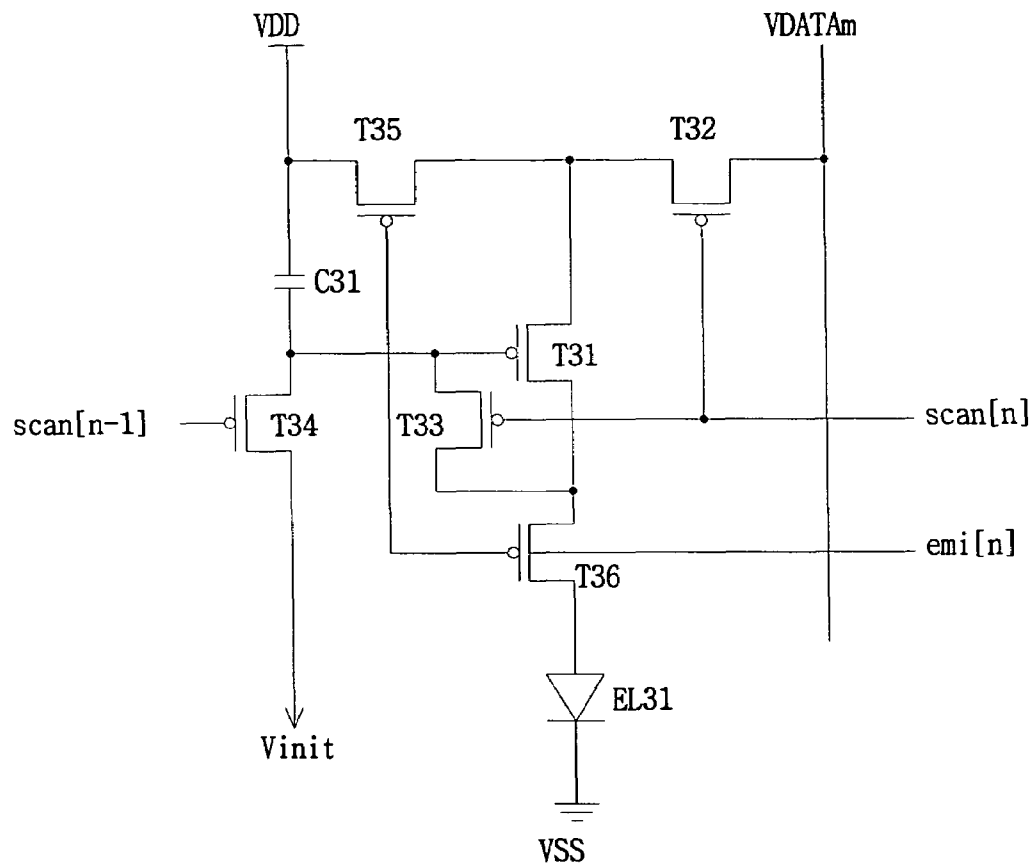 VDD
VDATAm
T35
T32
C31
T31
scan[n-1]
T34
T33
scan[n]
emi[n]
T36
EL31
Vinit
VSS